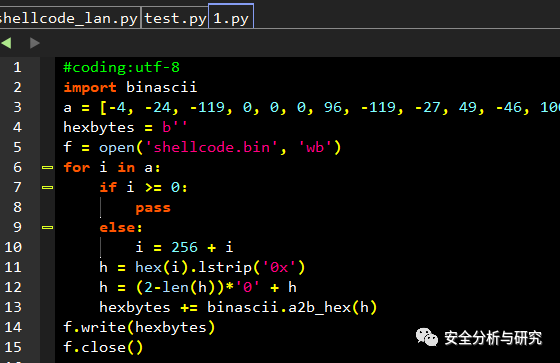 shellcode_lan.py test.py 1.py
1 #coding:utf-8
2 import binascii
3 a = [-4, -24, -119, 0, 0, 0, 96, -119, -27, 49, -46,
4 hexbytes = b''
5 f = open('shellcode.bin', 'wb')
6 for i in a:
7 if i >= 0:
8 pass
9 else:
10 i = 256 + i
11 h = hex(i).lstrip('0x')
12 h = (2-len(h))*'0' + h
13 hexbytes += binascii.a2b_hex(h)
14 f.write(hexbytes)
15 f.close()
安全分析与研究